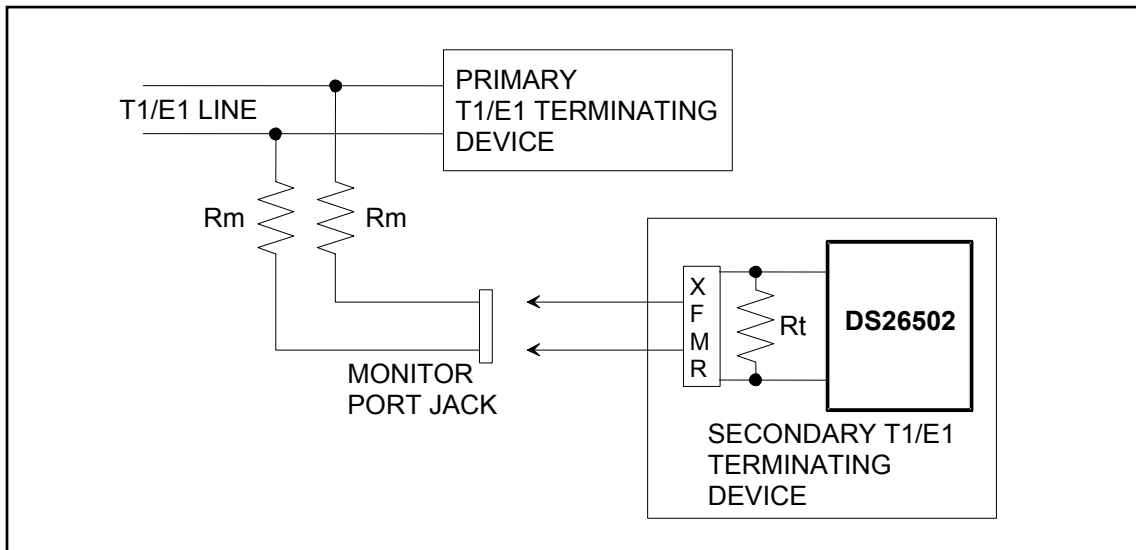 PRIMARY
T1/E1 TERMINATING
DEVICE
T1/E1 LINE
Rm
Rm
X
F
M
R
Rt
DS26502
MONITOR
PORT JACK
SECONDARY T1/E1
TERMINATING
DEVICE